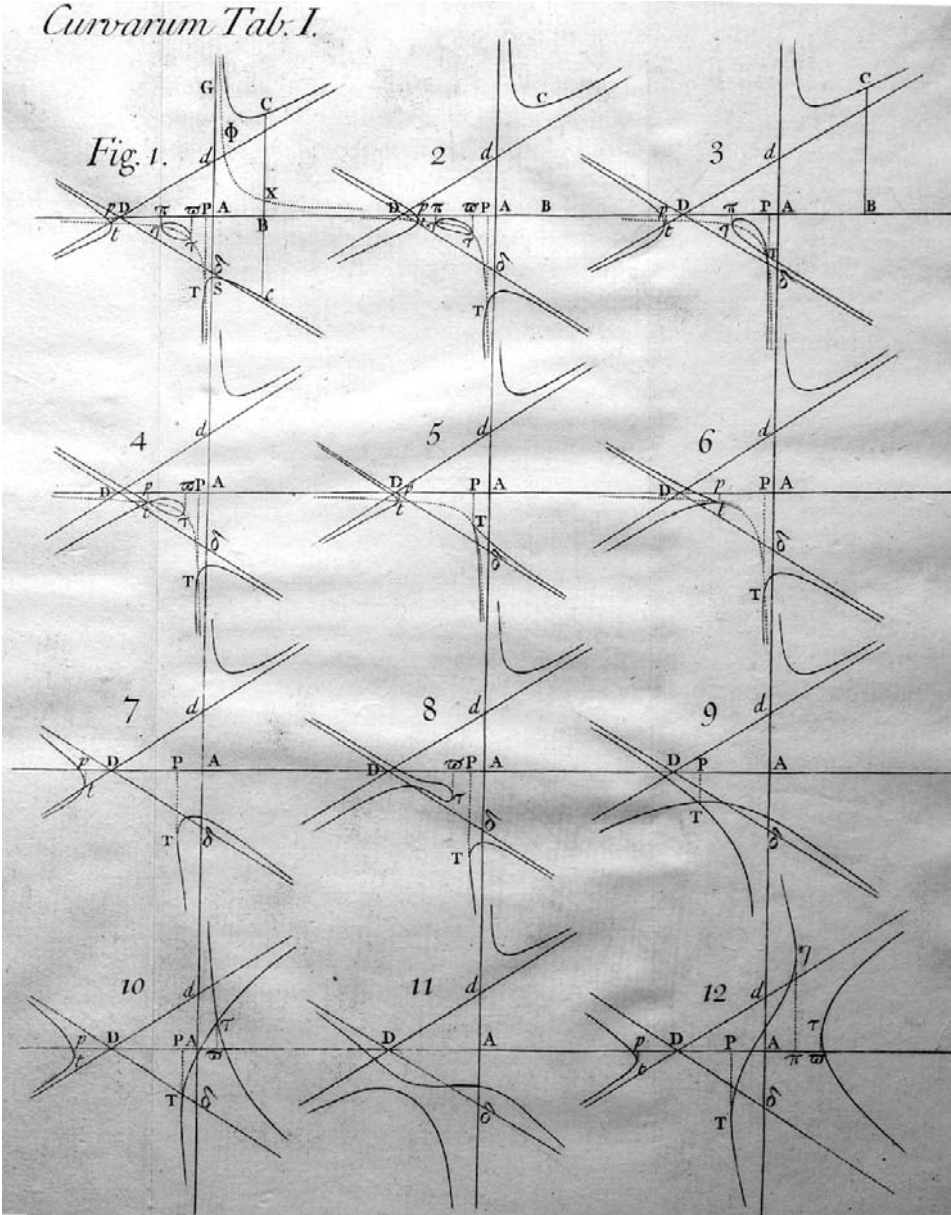 Curvarum Tab. I.
G
C
Φ
Fig. 1.
d
X
p D π ϖ P A
t η τ B
δ
T S c
2
C
d
D p π ϖ P A B
t η τ
δ
T
3
C
d
p D π P A B
t η
T
δ
4
d
D p ϖ P A
t τ
δ
T
5
d
D p P A
t T
δ
6
d
D p P A
t
δ
T
7
d
p D P A
t
T δ
8
d
D ϖ P A
τ
T δ
9
d
D P A
T
δ
10
d
τ
p D P A ϖ
t
T δ
11
d
D A
δ
12
d η
p D P A π ϖ
t τ
T δ